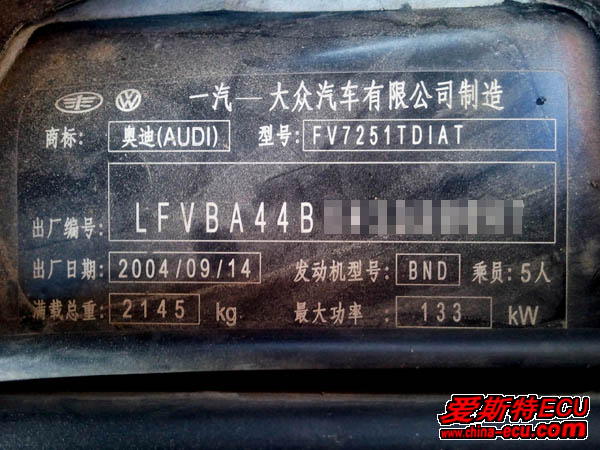 一汽—大众汽车有限公司制造
商标: 奥迪(AUDI) 型号: FV7251TDIAT
出厂编号: LFVBA44B
出厂日期: 2004/09/14 发动机型号: BND 乘员: 5人
满载总重: 2145 kg 最大功率: 133 kW
爱斯特ECU
www.china-ecu.com